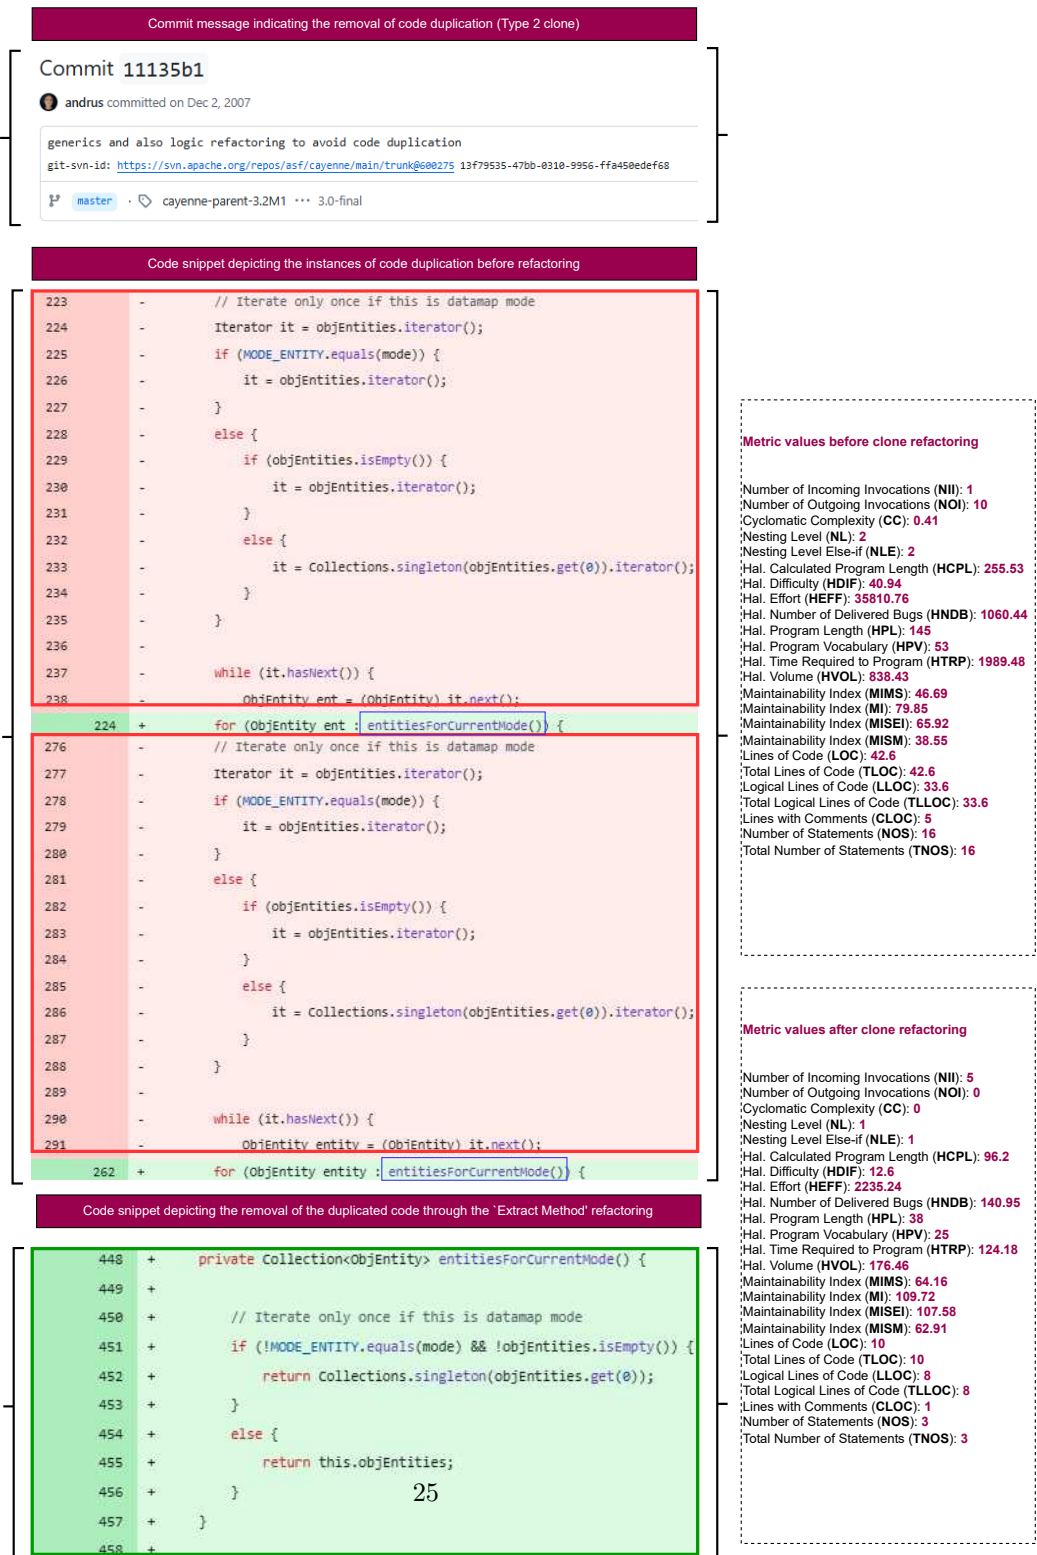 Commit message indicating the removal of code duplication (Type 2 clone)
Commit 11135b1
andrus committed on Dec 2, 2007
generics and also logic refactoring to avoid code duplication
git-svn-id: https://svn.apache.org/repos/asf/cayenne/main/trunk@600275 13f79535-47bb-0310-9956-ffa450edef68
master · cayenne-parent-3.2M1 ··· 3.0-final
Code snippet depicting the instances of code duplication before refactoring
223 - // Iterate only once if this is datamap mode
224 - Iterator it = objEntities.iterator();
225 - if (MODE_ENTITY.equals(mode)) {
226 - it = objEntities.iterator();
227 - }
228 - else {
229 - if (objEntities.isEmpty()) {
230 - it = objEntities.iterator();
231 - }
232 - else {
233 - it = Collections.singleton(objEntities.get(0)).iterator();
234 - }
235 - }
236 -
237 - while (it.hasNext()) {
238 - ObjEntity ent = (ObjEntity) it.next();
224 + for (ObjEntity ent : entitiesForCurrentMode()) {
276 - // Iterate only once if this is datamap mode
277 - Iterator it = objEntities.iterator();
278 - if (MODE_ENTITY.equals(mode)) {
279 - it = objEntities.iterator();
280 - }
281 - else {
282 - if (objEntities.isEmpty()) {
283 - it = objEntities.iterator();
284 - }
285 - else {
286 - it = Collections.singleton(objEntities.get(0)).iterator();
287 - }
288 - }
289 -
290 - while (it.hasNext()) {
291 - ObjEntity entity = (ObjEntity) it.next();
262 + for (ObjEntity entity : entitiesForCurrentMode()) {
Code snippet depicting the removal of the duplicated code through the `Extract Method' refactoring
448 + private Collection<ObjEntity> entitiesForCurrentMode() {
449 +
450 + // Iterate only once if this is datamap mode
451 + if (!MODE_ENTITY.equals(mode) && !objEntities.isEmpty()) {
452 + return Collections.singleton(objEntities.get(0));
453 + }
454 + else {
455 + return this.objEntities;
456 + }
457 + }
458 +
25
Metric values before clone refactoring
Number of Incoming Invocations (NII): 1
Number of Outgoing Invocations (NOI): 10
Cyclomatic Complexity (CC): 0.41
Nesting Level (NL): 2
Nesting Level Else-if (NLE): 2
Hal. Calculated Program Length (HCPL): 255.53
Hal. Difficulty (HDIF): 40.94
Hal. Effort (HEFF): 35810.76
Hal. Number of Delivered Bugs (HNDB): 1060.44
Hal. Program Length (HPL): 145
Hal. Program Vocabulary (HPV): 53
Hal. Time Required to Program (HTRP): 1989.48
Hal. Volume (HVOL): 838.43
Maintainability Index (MIMS): 46.69
Maintainability Index (MI): 79.85
Maintainability Index (MISEI): 65.92
Maintainability Index (MISM): 38.55
Lines of Code (LOC): 42.6
Total Lines of Code (TLOC): 42.6
Logical Lines of Code (LLOC): 33.6
Total Logical Lines of Code (TLLOC): 33.6
Lines with Comments (CLOC): 5
Number of Statements (NOS): 16
Total Number of Statements (TNOS): 16
Metric values after clone refactoring
Number of Incoming Invocations (NII): 5
Number of Outgoing Invocations (NOI): 0
Cyclomatic Complexity (CC): 0
Nesting Level (NL): 1
Nesting Level Else-if (NLE): 1
Hal. Calculated Program Length (HCPL): 96.2
Hal. Difficulty (HDIF): 12.6
Hal. Effort (HEFF): 2235.24
Hal. Number of Delivered Bugs (HNDB): 140.95
Hal. Program Length (HPL): 38
Hal. Program Vocabulary (HPV): 25
Hal. Time Required to Program (HTRP): 124.18
Hal. Volume (HVOL): 176.46
Maintainability Index (MIMS): 64.16
Maintainability Index (MI): 109.72
Maintainability Index (MISEI): 107.58
Maintainability Index (MISM): 62.91
Lines of Code (LOC): 10
Total Lines of Code (TLOC): 10
Logical Lines of Code (LLOC): 8
Total Logical Lines of Code (TLLOC): 8
Lines with Comments (CLOC): 1
Number of Statements (NOS): 3
Total Number of Statements (TNOS): 3